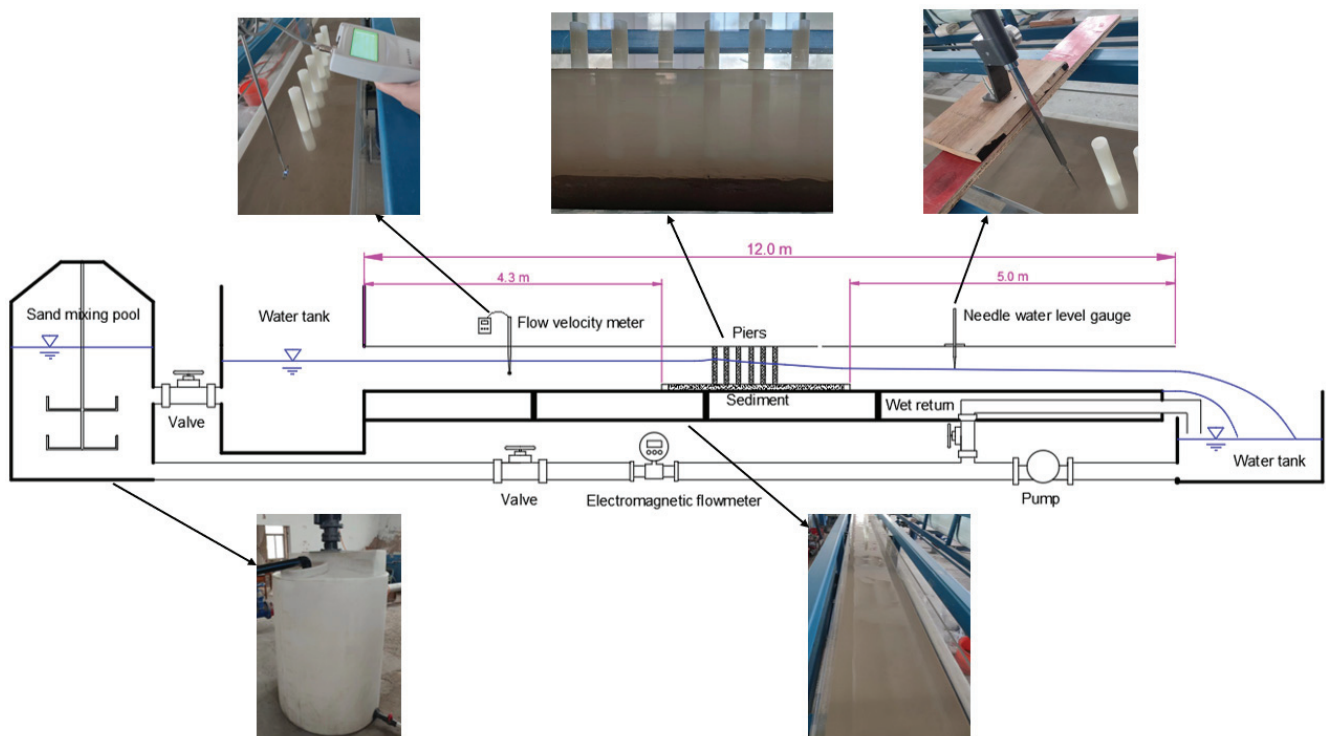 12.0 m
4.3 m
5.0 m
Sand mixing pool
Water tank
Flow velocity meter
Piers
Needle water level gauge
Valve
Sediment
Wet return
Water tank
Valve
Electromagnetic flowmeter
Pump